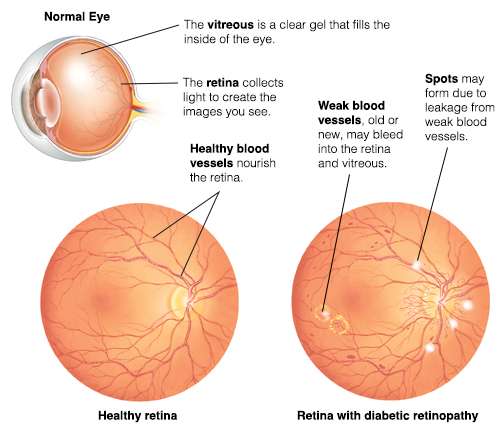 Normal Eye
The vitreous is a clear gel that fills the
inside of the eye.
The retina collects
light to create the
images you see.
Healthy blood
vessels nourish
the retina.
Weak blood
vessels, old or
new, may bleed
into the retina
and vitreous.
Spots may
form due to
leakage from
weak blood
vessels.
Healthy retina
Retina with diabetic retinopathy